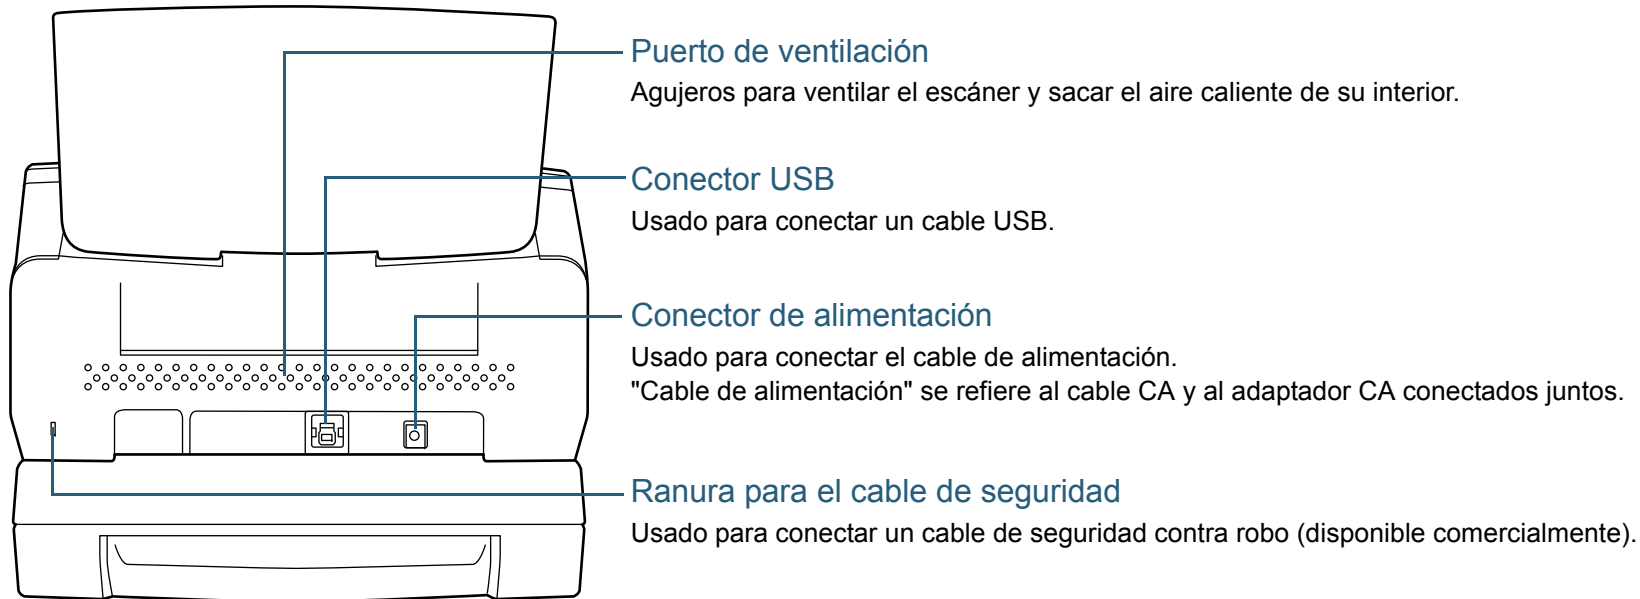 Puerto de ventilación
Agujeros para ventilar el escáner y sacar el aire caliente de su interior.
Conector USB
Usado para conectar un cable USB.
Conector de alimentación
Usado para conectar el cable de alimentación.
"Cable de alimentación" se refiere al cable CA y al adaptador CA conectados juntos.
Ranura para el cable de seguridad
Usado para conectar un cable de seguridad contra robo (disponible comercialmente).